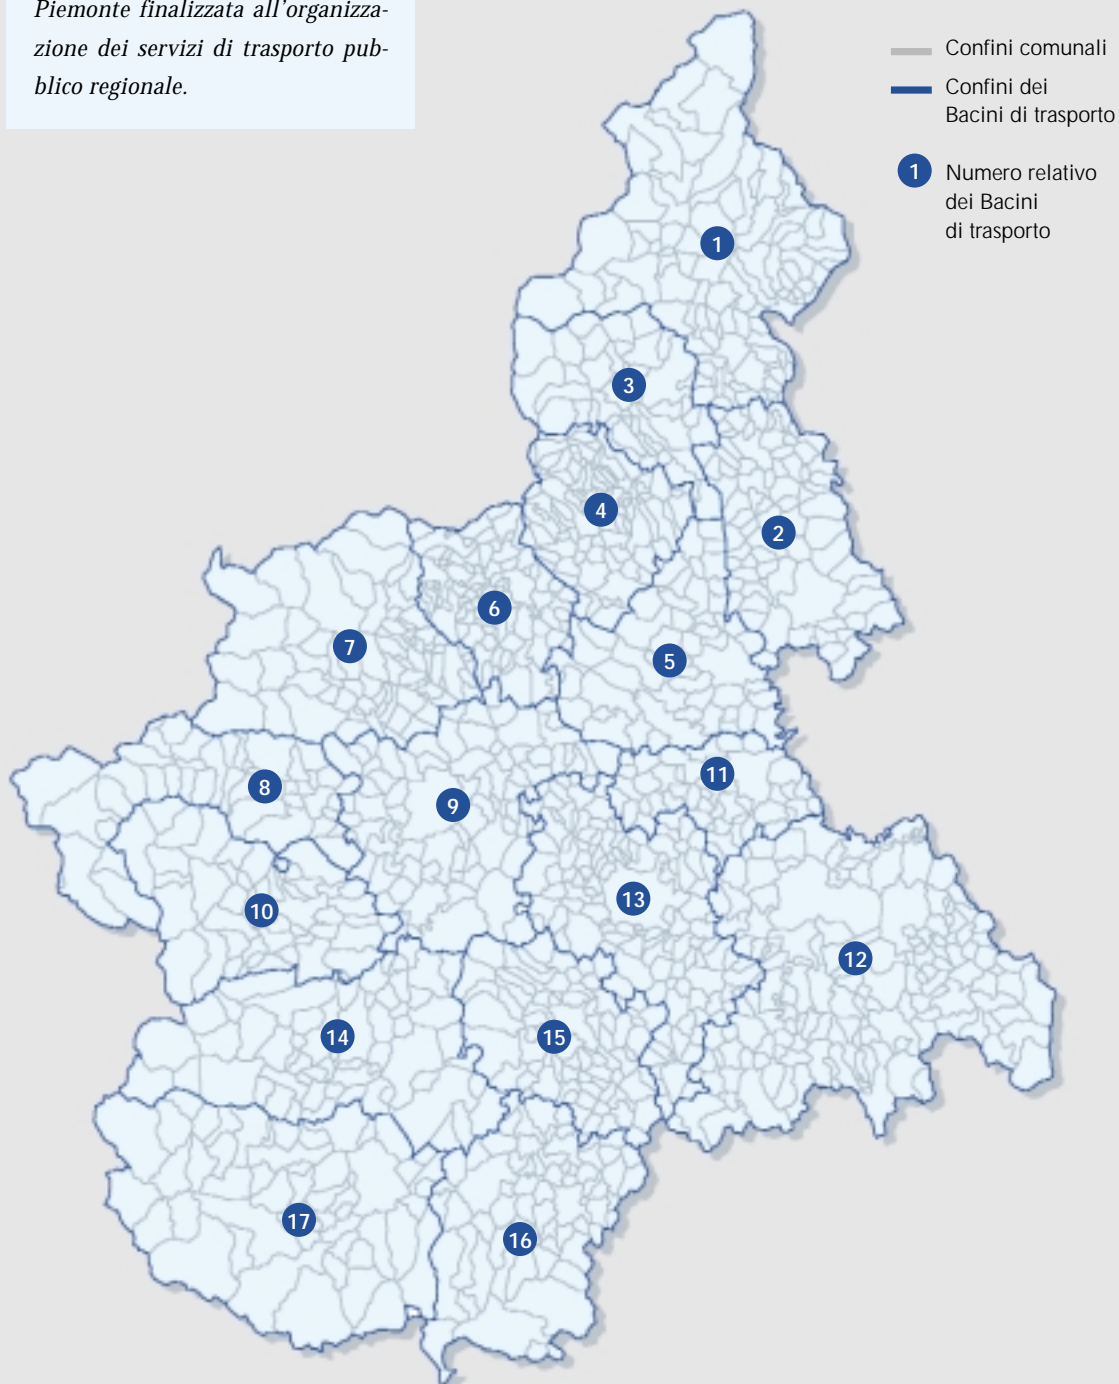 Piemonte finalizzata all'organizza-
zione dei servizi di trasporto pub-
blico regionale.
Confini comunali
Confini dei
Bacini di trasporto
1 Numero relativo
dei Bacini
di trasporto
1
3
4
2
6
7
5
11
8
9
13
10
12
14
15
17
16